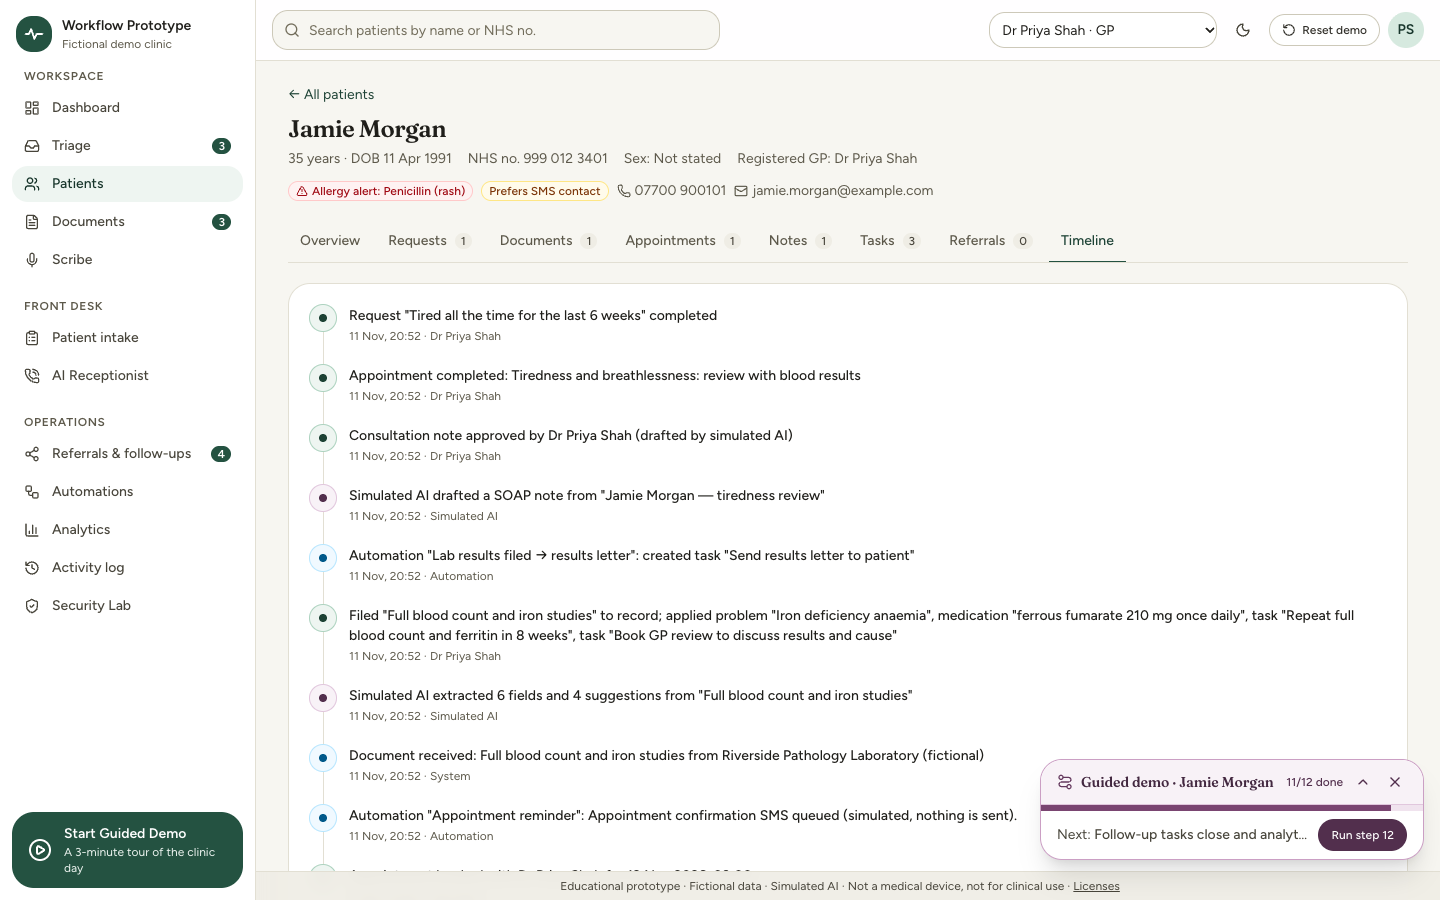 Workflow Prototype
Fictional demo clinic
WORKSPACE
Dashboard
Triage 3
Patients
Documents 3
Scribe
FRONT DESK
Patient intake
AI Receptionist
OPERATIONS
Referrals & follow-ups 4
Automations
Analytics
Activity log
Security Lab
Start Guided Demo
A 3-minute tour of the clinic
day
Search patients by name or NHS no.
Dr Priya Shah · GP
Reset demo
PS
← All patients
Jamie Morgan
35 years · DOB 11 Apr 1991 NHS no. 999 012 3401 Sex: Not stated Registered GP: Dr Priya Shah
Allergy alert: Penicillin (rash) Prefers SMS contact 07700 900101 jamie.morgan@example.com
Overview Requests 1 Documents 1 Appointments 1 Notes 1 Tasks 3 Referrals 0 Timeline
Request "Tired all the time for the last 6 weeks" completed
11 Nov, 20:52 · Dr Priya Shah
Appointment completed: Tiredness and breathlessness: review with blood results
11 Nov, 20:52 · Dr Priya Shah
Consultation note approved by Dr Priya Shah (drafted by simulated AI)
11 Nov, 20:52 · Dr Priya Shah
Simulated AI drafted a SOAP note from "Jamie Morgan — tiredness review"
11 Nov, 20:52 · Simulated AI
Automation "Lab results filed → results letter": created task "Send results letter to patient"
11 Nov, 20:52 · Automation
Filed "Full blood count and iron studies" to record; applied problem "Iron deficiency anaemia", medication "ferrous fumarate 210 mg once daily", task "Repeat full
blood count and ferritin in 8 weeks", task "Book GP review to discuss results and cause"
11 Nov, 20:52 · Dr Priya Shah
Simulated AI extracted 6 fields and 4 suggestions from "Full blood count and iron studies"
11 Nov, 20:52 · Simulated AI
Document received: Full blood count and iron studies from Riverside Pathology Laboratory (fictional)
11 Nov, 20:52 · System
Automation "Appointment reminder": Appointment confirmation SMS queued (simulated, nothing is sent).
11 Nov, 20:52 · Automation
Guided demo · Jamie Morgan 11/12 done
Next: Follow-up tasks close and analyt... Run step 12
Educational prototype · Fictional data · Simulated AI · Not a medical device, not for clinical use · Licenses